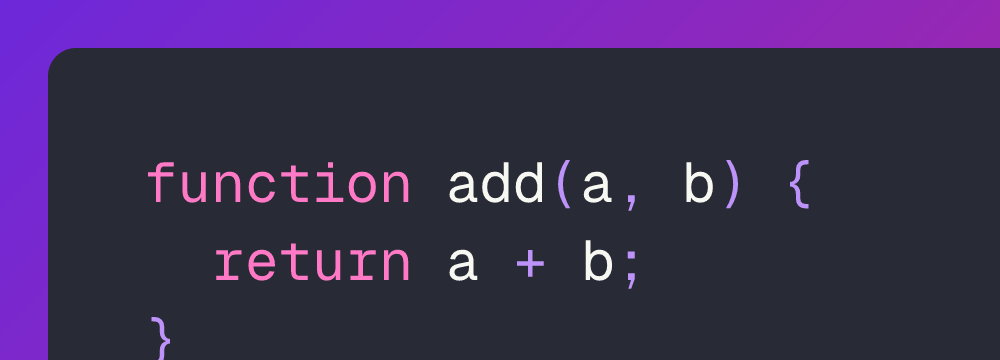 function add(a, b) {
  return a + b;
}